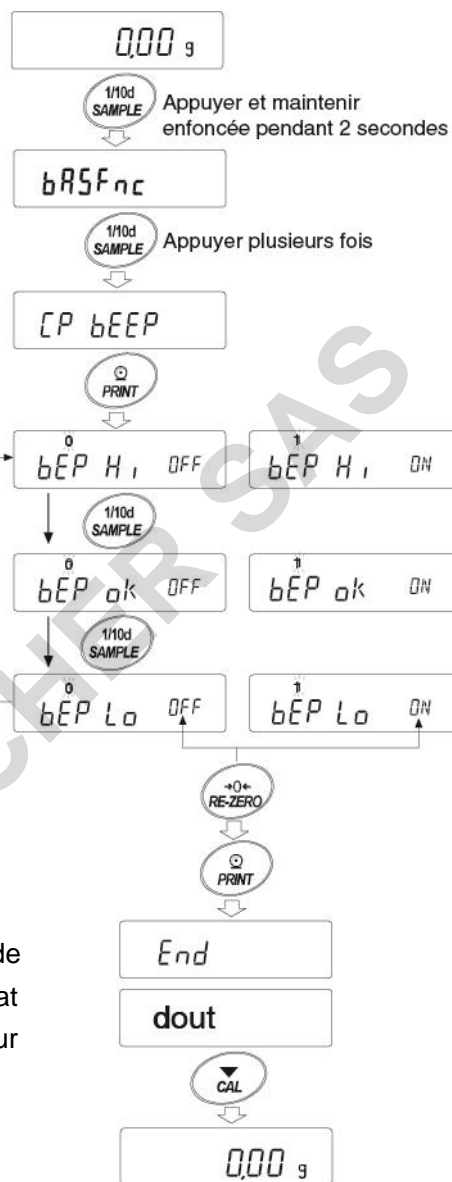 0,00 g
1/10d
SAMPLE
Appuyer et maintenir
enfoncée pendant 2 secondes
bASFnc
1/10d
SAMPLE
Appuyer plusieurs fois
CP bEEP
PRINT
0
bEP Hi OFF
1
bEP Hi ON
1/10d
SAMPLE
0
bEP ok OFF
1
bEP ok ON
1/10d
SAMPLE
0
bEP Lo OFF
1
bEP Lo ON
→0←
RE-ZERO
PRINT
End
dout
CAL
0,00 g
CHER SAS